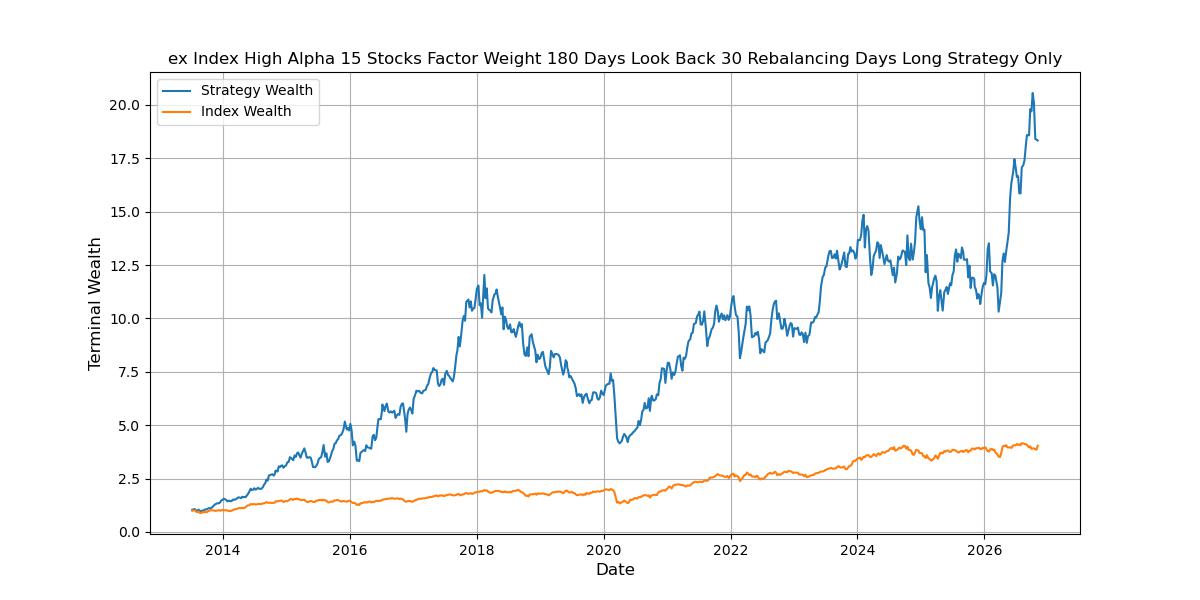 ex Index High Alpha 15 Stocks Factor Weight 180 Days Look Back 30 Rebalancing Days Long Strategy Only
Strategy Wealth
Index Wealth
Terminal Wealth
20.0
17.5
15.0
12.5
10.0
7.5
5.0
2.5
0.0
2014 2016 2018 2020 2022 2024 2026
Date